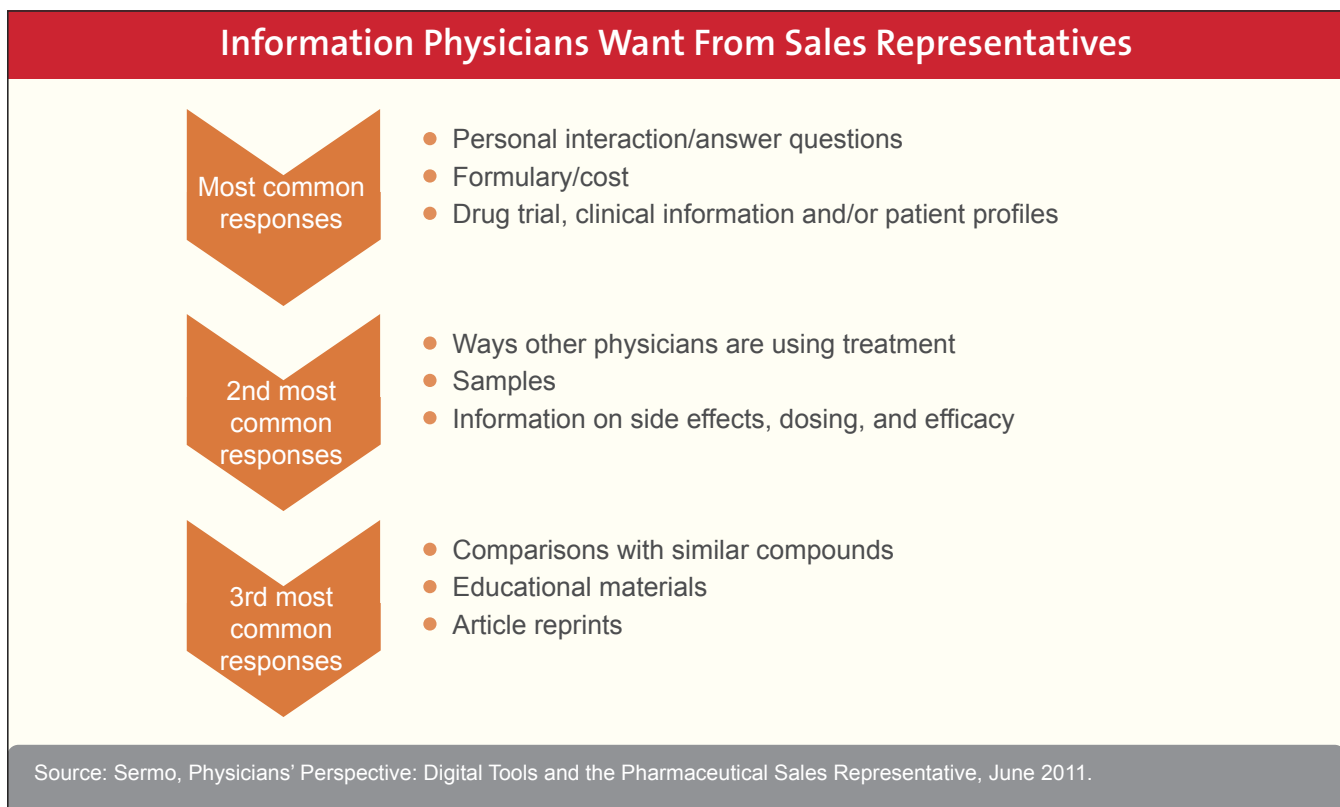 Information Physicians Want From Sales Representatives
Most common
responses
• Personal interaction/answer questions
• Formulary/cost
• Drug trial, clinical information and/or patient profiles
2nd most
common
responses
• Ways other physicians are using treatment
• Samples
• Information on side effects, dosing, and efficacy
3rd most
common
responses
• Comparisons with similar compounds
• Educational materials
• Article reprints
Source: Sermo, Physicians’ Perspective: Digital Tools and the Pharmaceutical Sales Representative, June 2011.